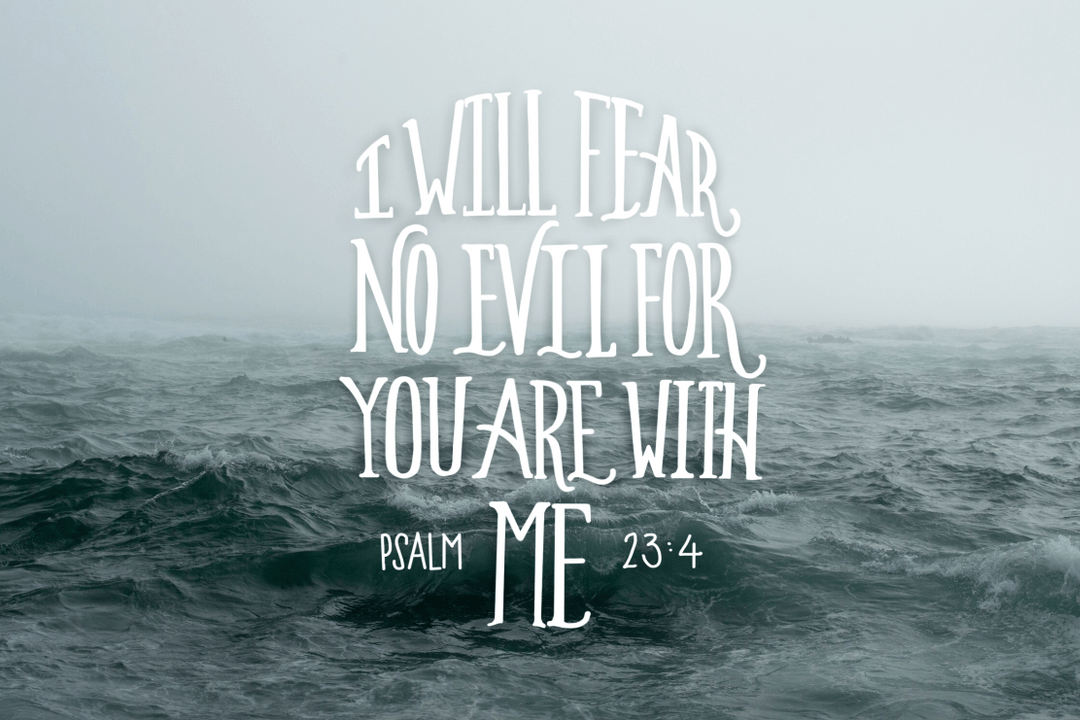 I WILL FEAR
NO EVIL FOR
YOU ARE WITH
ME
PSALM 23:4